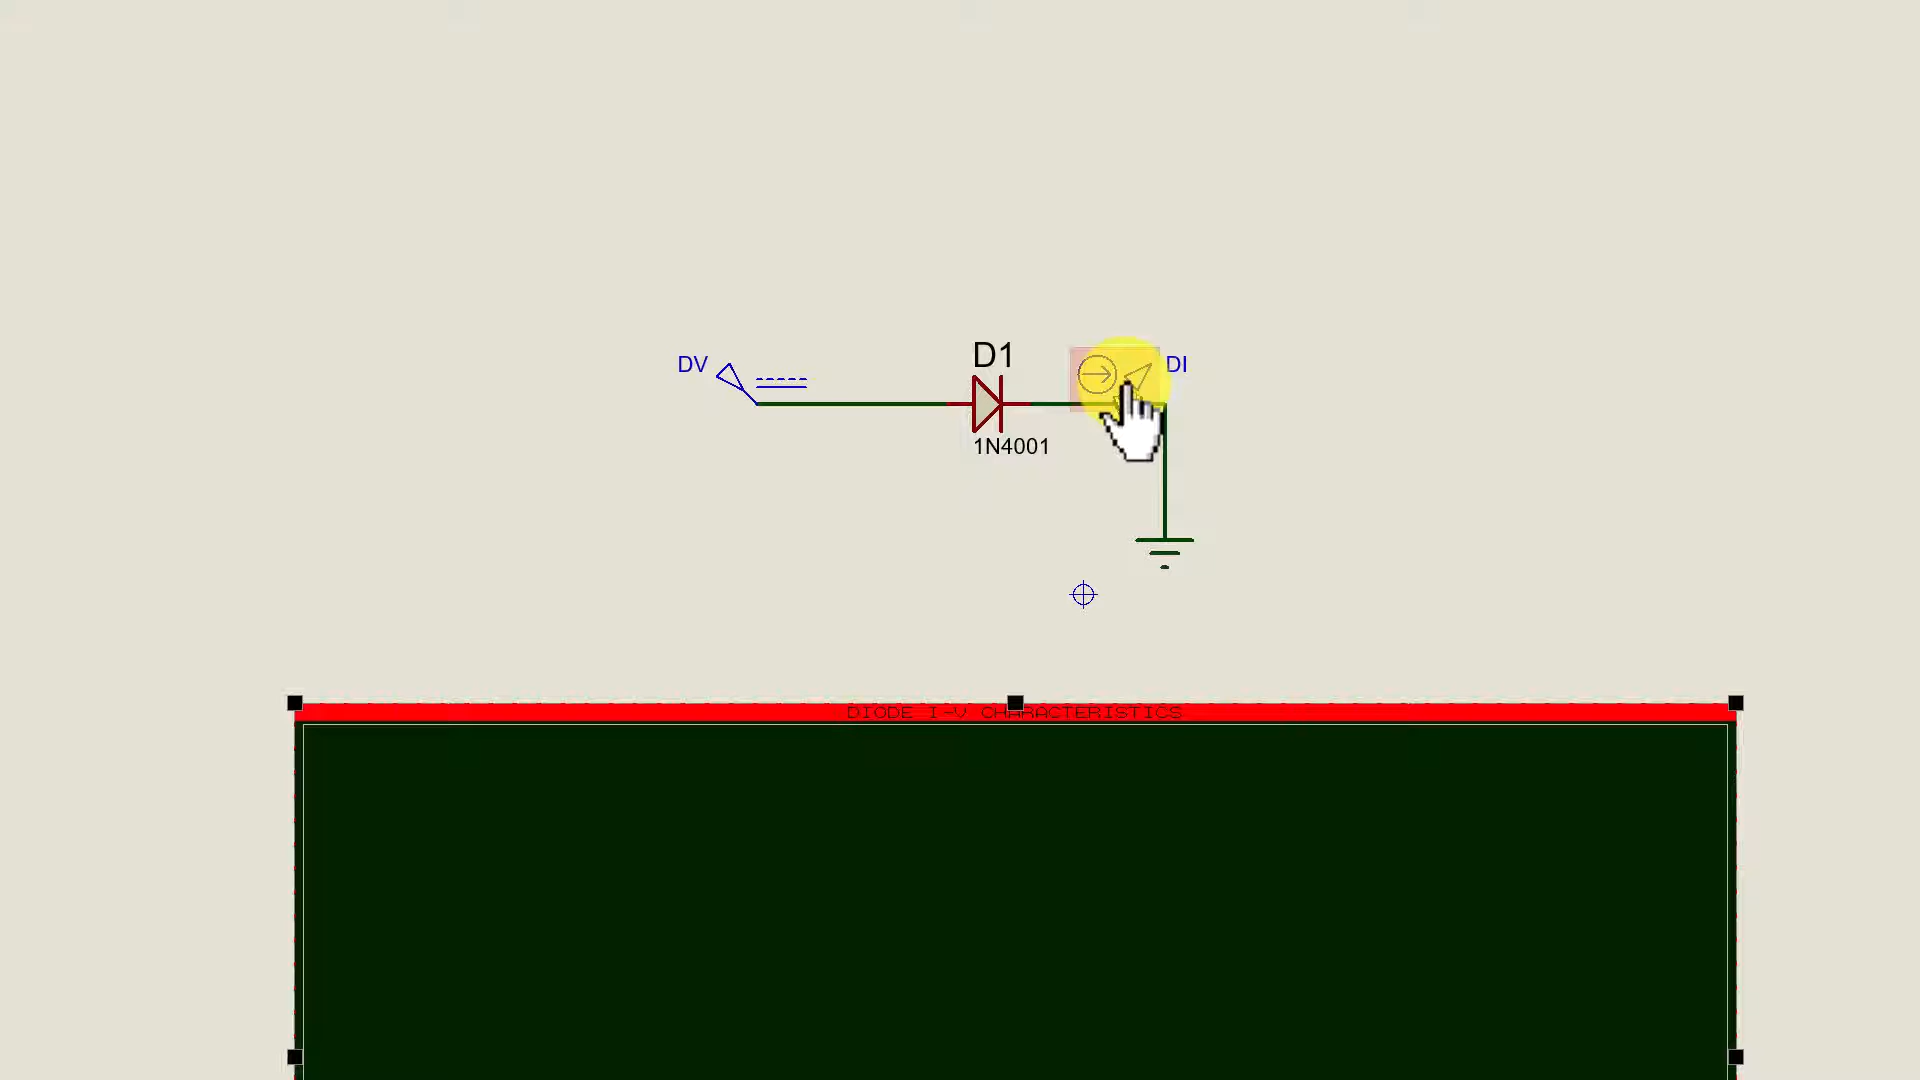 D1
DV
DI
1N4001
DIODE I-V CHARACTERISTICS